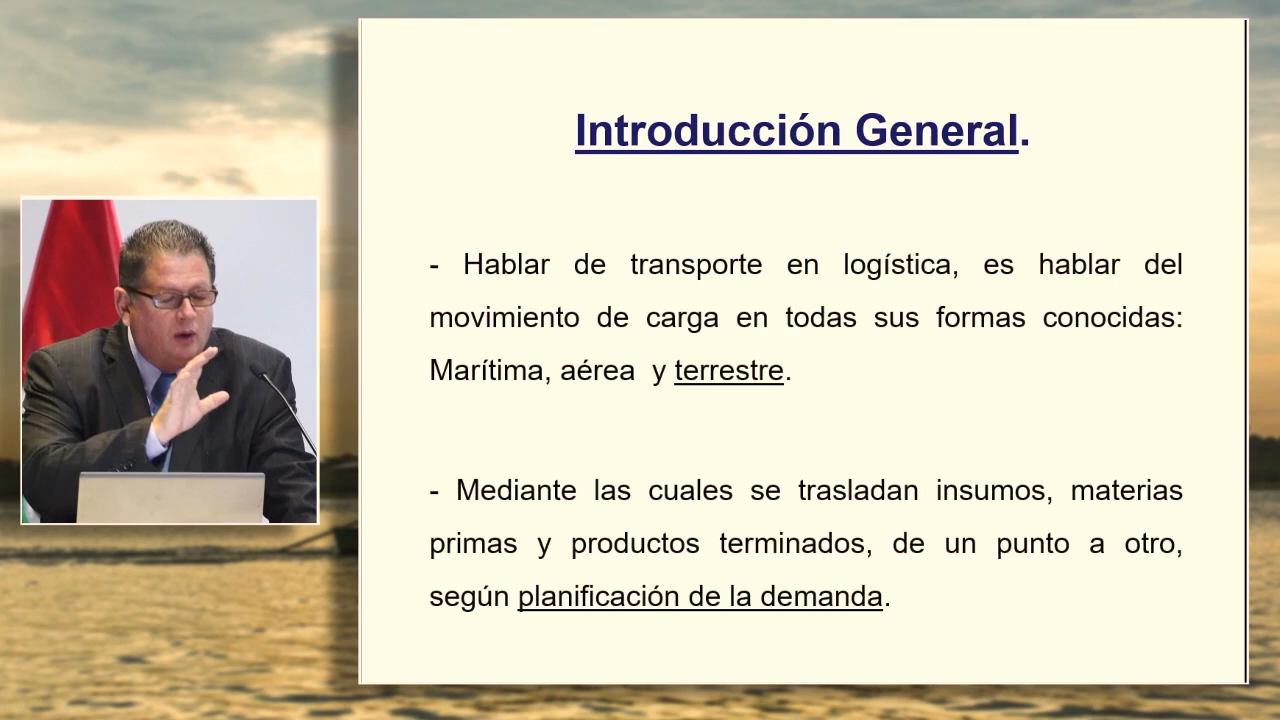 Introducción General.
- Hablar de transporte en logística, es hablar del
movimiento de carga en todas sus formas conocidas:
Marítima, aérea y terrestre.
- Mediante las cuales se trasladan insumos, materias
primas y productos terminados, de un punto a otro,
según planificación de la demanda.